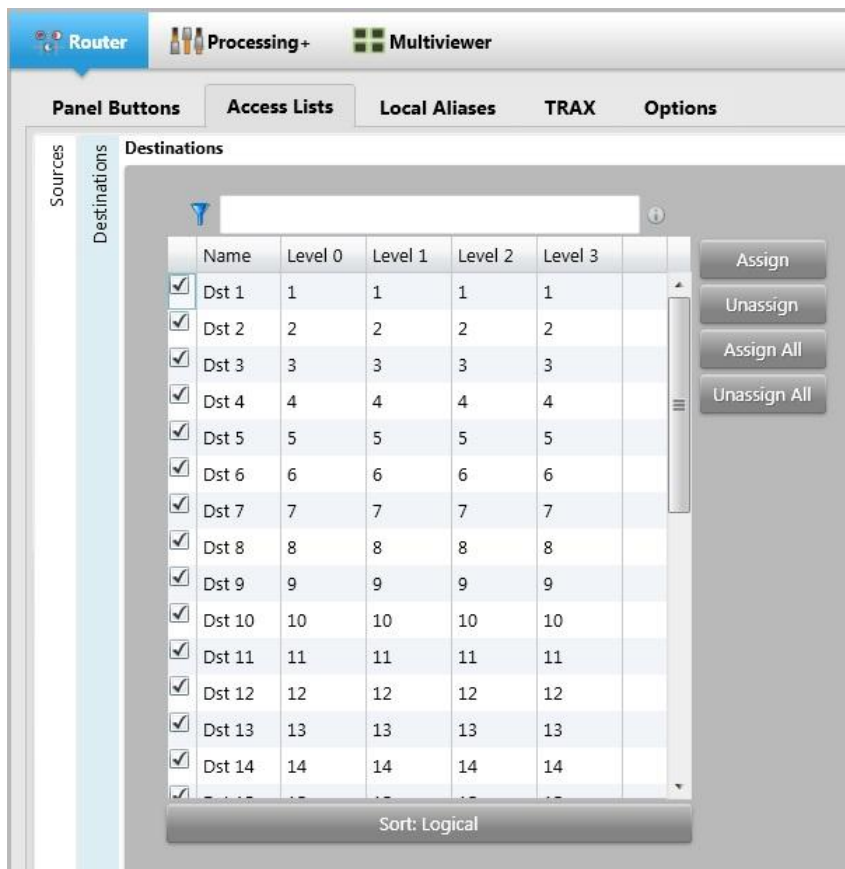 Router Processing+ Multiviewer
Panel Buttons Access Lists Local Aliases TRAX Options
Sources
Destinations
Destinations
Name Level 0 Level 1 Level 2 Level 3
Dst 1 1 1 1 1
Dst 2 2 2 2 2
Dst 3 3 3 3 3
Dst 4 4 4 4 4
Dst 5 5 5 5 5
Dst 6 6 6 6 6
Dst 7 7 7 7 7
Dst 8 8 8 8 8
Dst 9 9 9 9 9
Dst 10 10 10 10 10
Dst 11 11 11 11 11
Dst 12 12 12 12 12
Dst 13 13 13 13 13
Dst 14 14 14 14 14
Assign
Unassign
Assign All
Unassign All
Sort: Logical